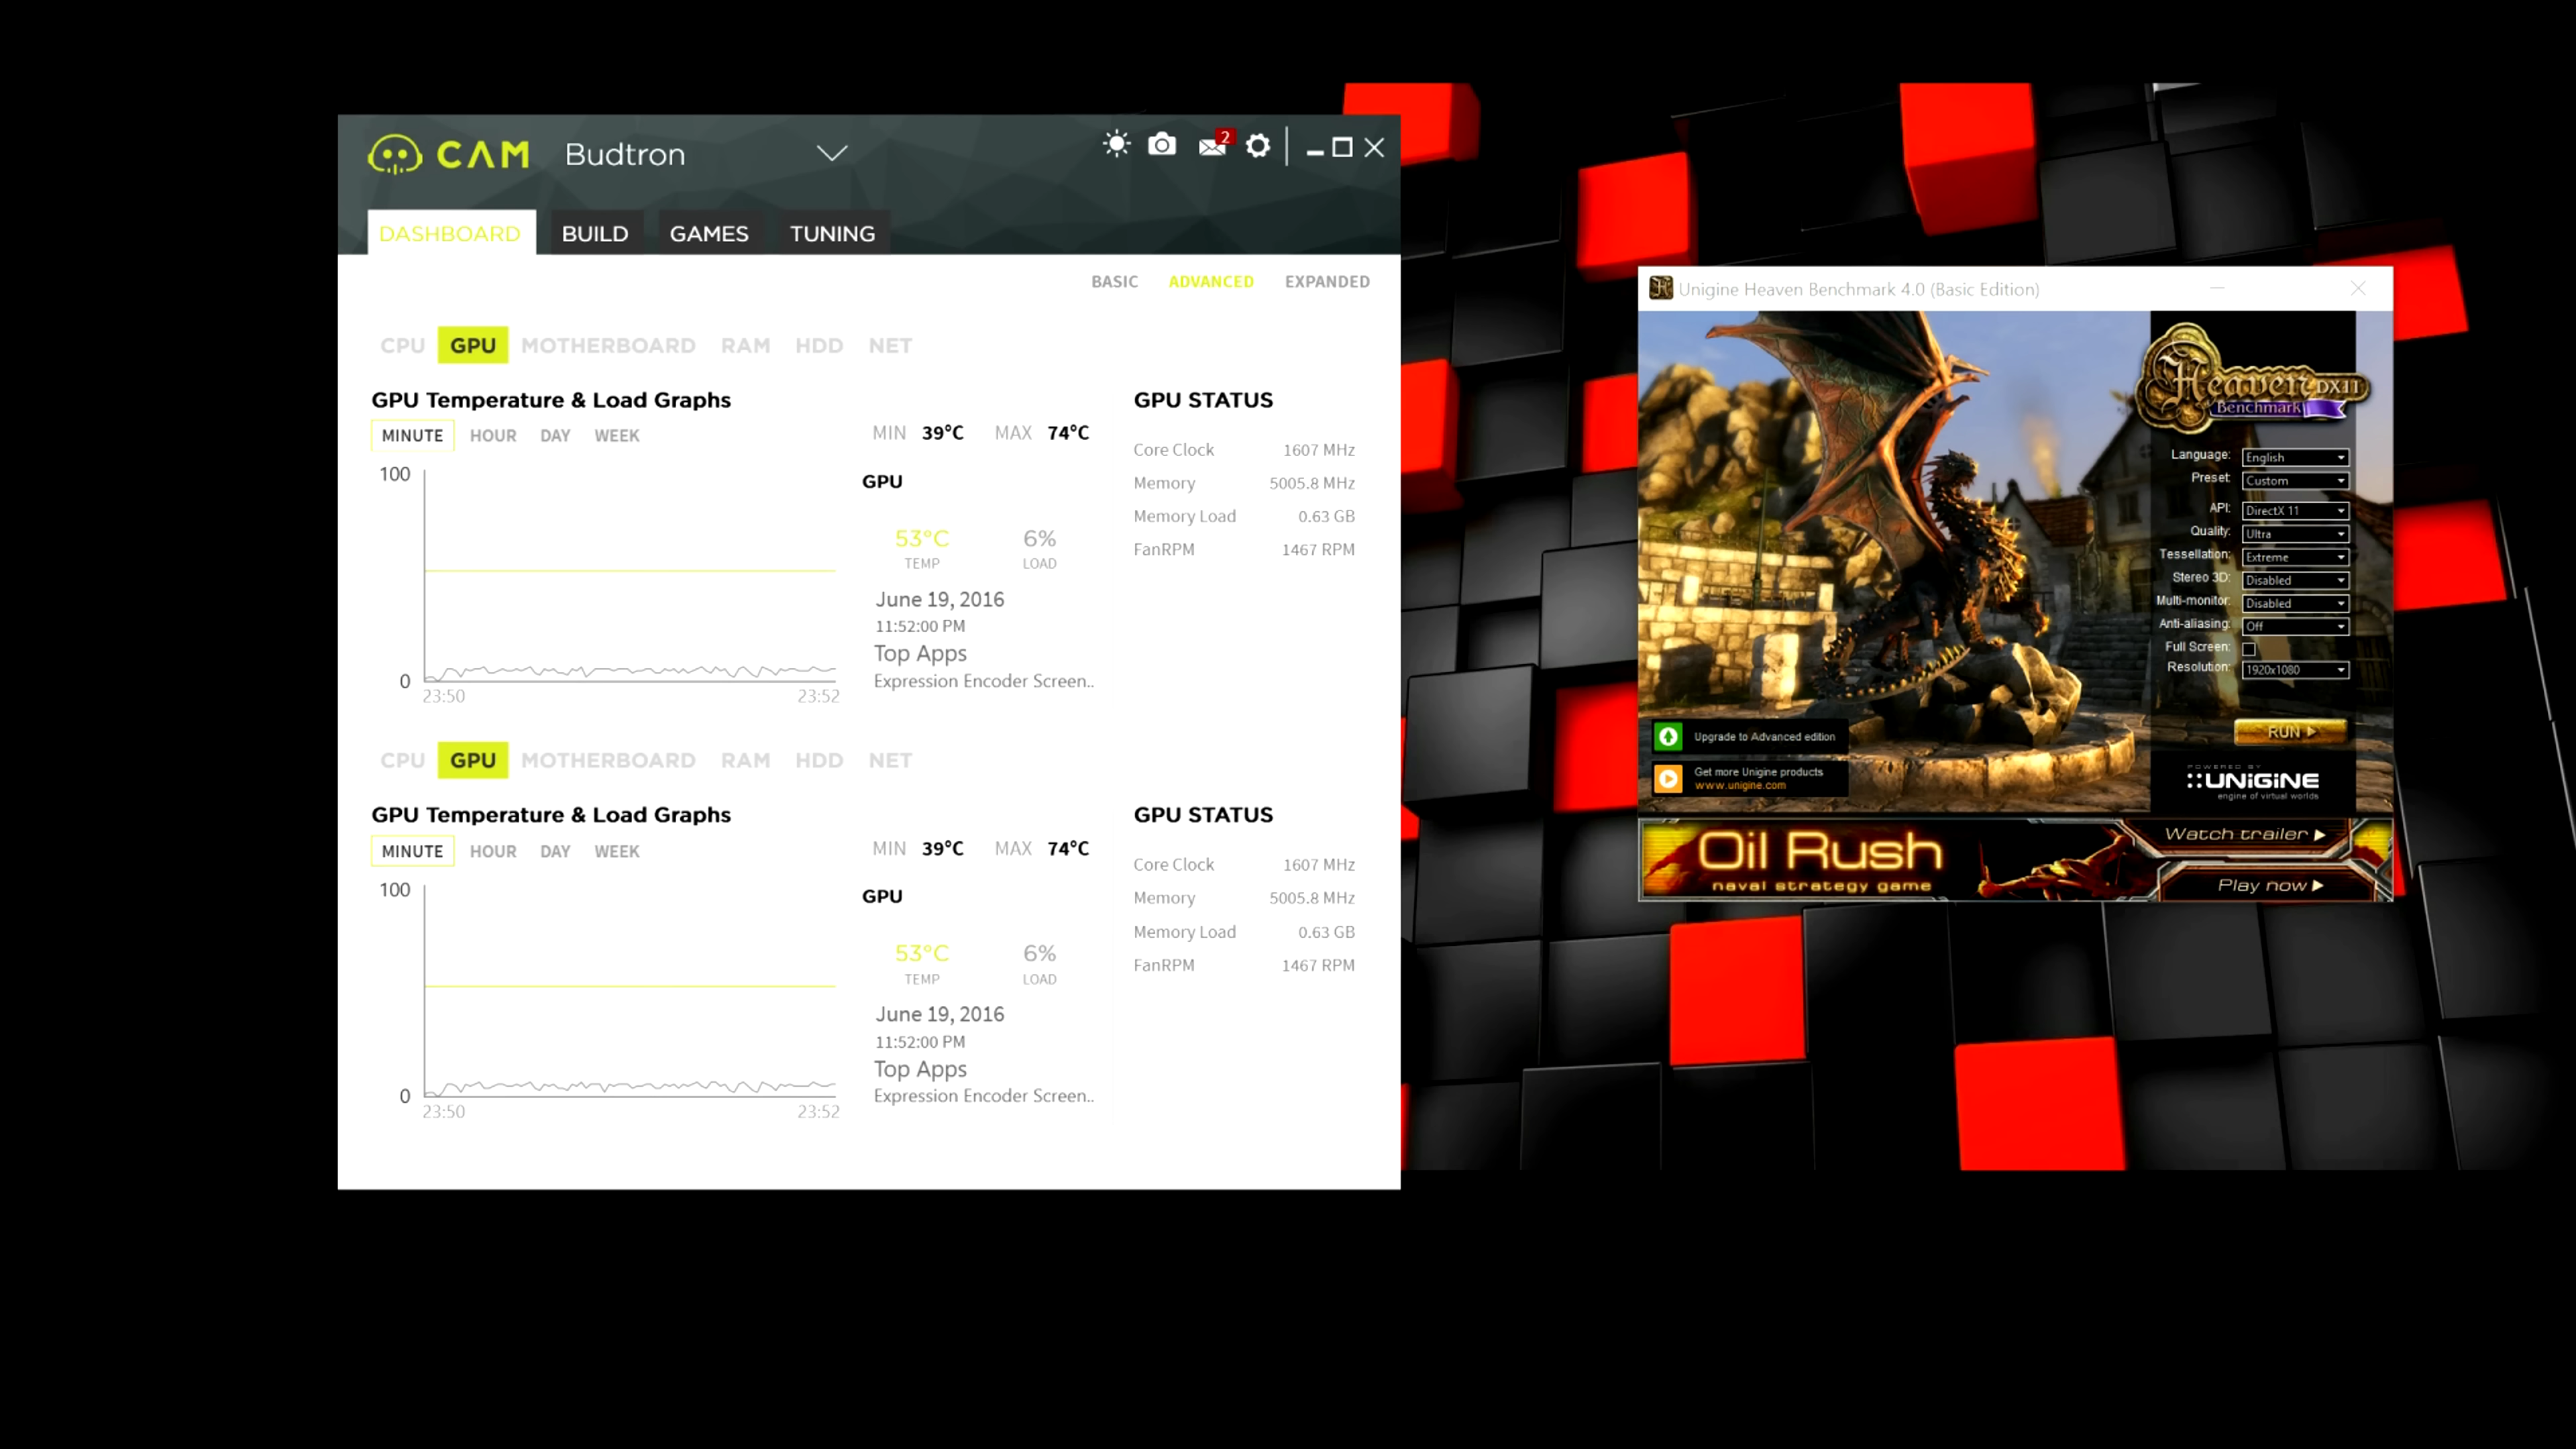 CAM Budtron 2
DASHBOARD BUILD GAMES TUNING
BASIC ADVANCED EXPANDED
CPU GPU MOTHERBOARD RAM HDD NET
GPU Temperature & Load Graphs
MINUTE HOUR DAY WEEK
100
0
23:50 23:52
MIN 39°C MAX 74°C
GPU
53°C 6%
TEMP LOAD
June 19, 2016
11:52:00 PM
Top Apps
Expression Encoder Screen..
GPU STATUS
Core Clock 1607 MHz
Memory 5005.8 MHz
Memory Load 0.63 GB
FanRPM 1467 RPM
CPU GPU MOTHERBOARD RAM HDD NET
GPU Temperature & Load Graphs
MINUTE HOUR DAY WEEK
100
0
23:50 23:52
MIN 39°C MAX 74°C
GPU
53°C 6%
TEMP LOAD
June 19, 2016
11:52:00 PM
Top Apps
Expression Encoder Screen..
GPU STATUS
Core Clock 1607 MHz
Memory 5005.8 MHz
Memory Load 0.63 GB
FanRPM 1467 RPM
Unigine Heaven Benchmark 4.0 (Basic Edition)
Heaven DX11
Benchmark
Language: English
Preset: Custom
API: DirectX 11
Quality: Ultra
Tessellation: Extreme
Stereo 3D: Disabled
Multi-monitor: Disabled
Anti-aliasing: Off
Full Screen:
Resolution: 1920x1080
RUN
Upgrade to Advanced edition
Get more Unigine products
www.unigine.com
POWERED BY
UNiGiNE
engine of virtual worlds
Oil Rush
naval strategy game
Watch trailer
Play now